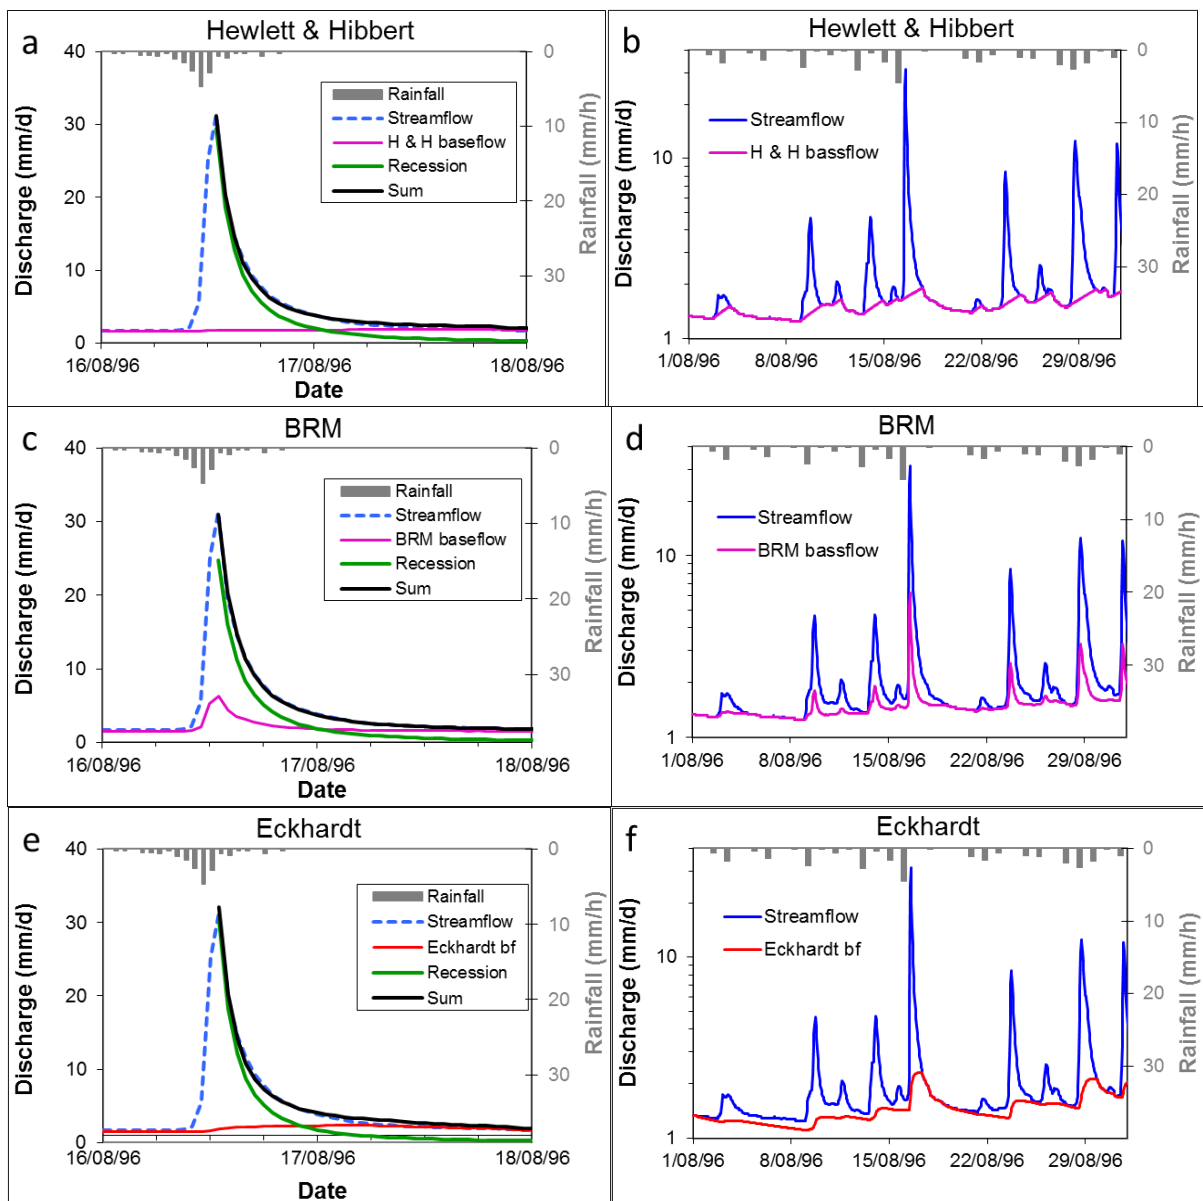 a
Hewlett & Hibbert
40
30
20
10
0
0
10
20
30
Discharge (mm/d)
Rainfall (mm/h)
Rainfall
Streamflow
H & H baseflow
Recession
Sum
16/08/96
17/08/96
18/08/96
Date
b
Hewlett & Hibbert
10
1
0
10
20
30
Discharge (mm/d)
Rainfall (mm/h)
Streamflow
H & H bassflow
1/08/96
8/08/96
15/08/96
22/08/96
29/08/96
c
BRM
40
30
20
10
0
0
10
20
30
Discharge (mm/d)
Rainfall (mm/h)
Rainfall
Streamflow
BRM baseflow
Recession
Sum
16/08/96
17/08/96
18/08/96
Date
d
BRM
10
1
0
10
20
30
Discharge (mm/d)
Rainfall (mm/h)
Streamflow
BRM bassflow
1/08/96
8/08/96
15/08/96
22/08/96
29/08/96
e
Eckhardt
40
30
20
10
0
0
10
20
30
Discharge (mm/d)
Rainfall (mm/h)
Rainfall
Streamflow
Eckhardt bf
Recession
Sum
16/08/96
17/08/96
18/08/96
Date
f
Eckhardt
10
1
0
10
20
30
Discharge (mm/d)
Rainfall (mm/h)
Streamflow
Eckhardt bf
1/08/96
8/08/96
15/08/96
22/08/96
29/08/96